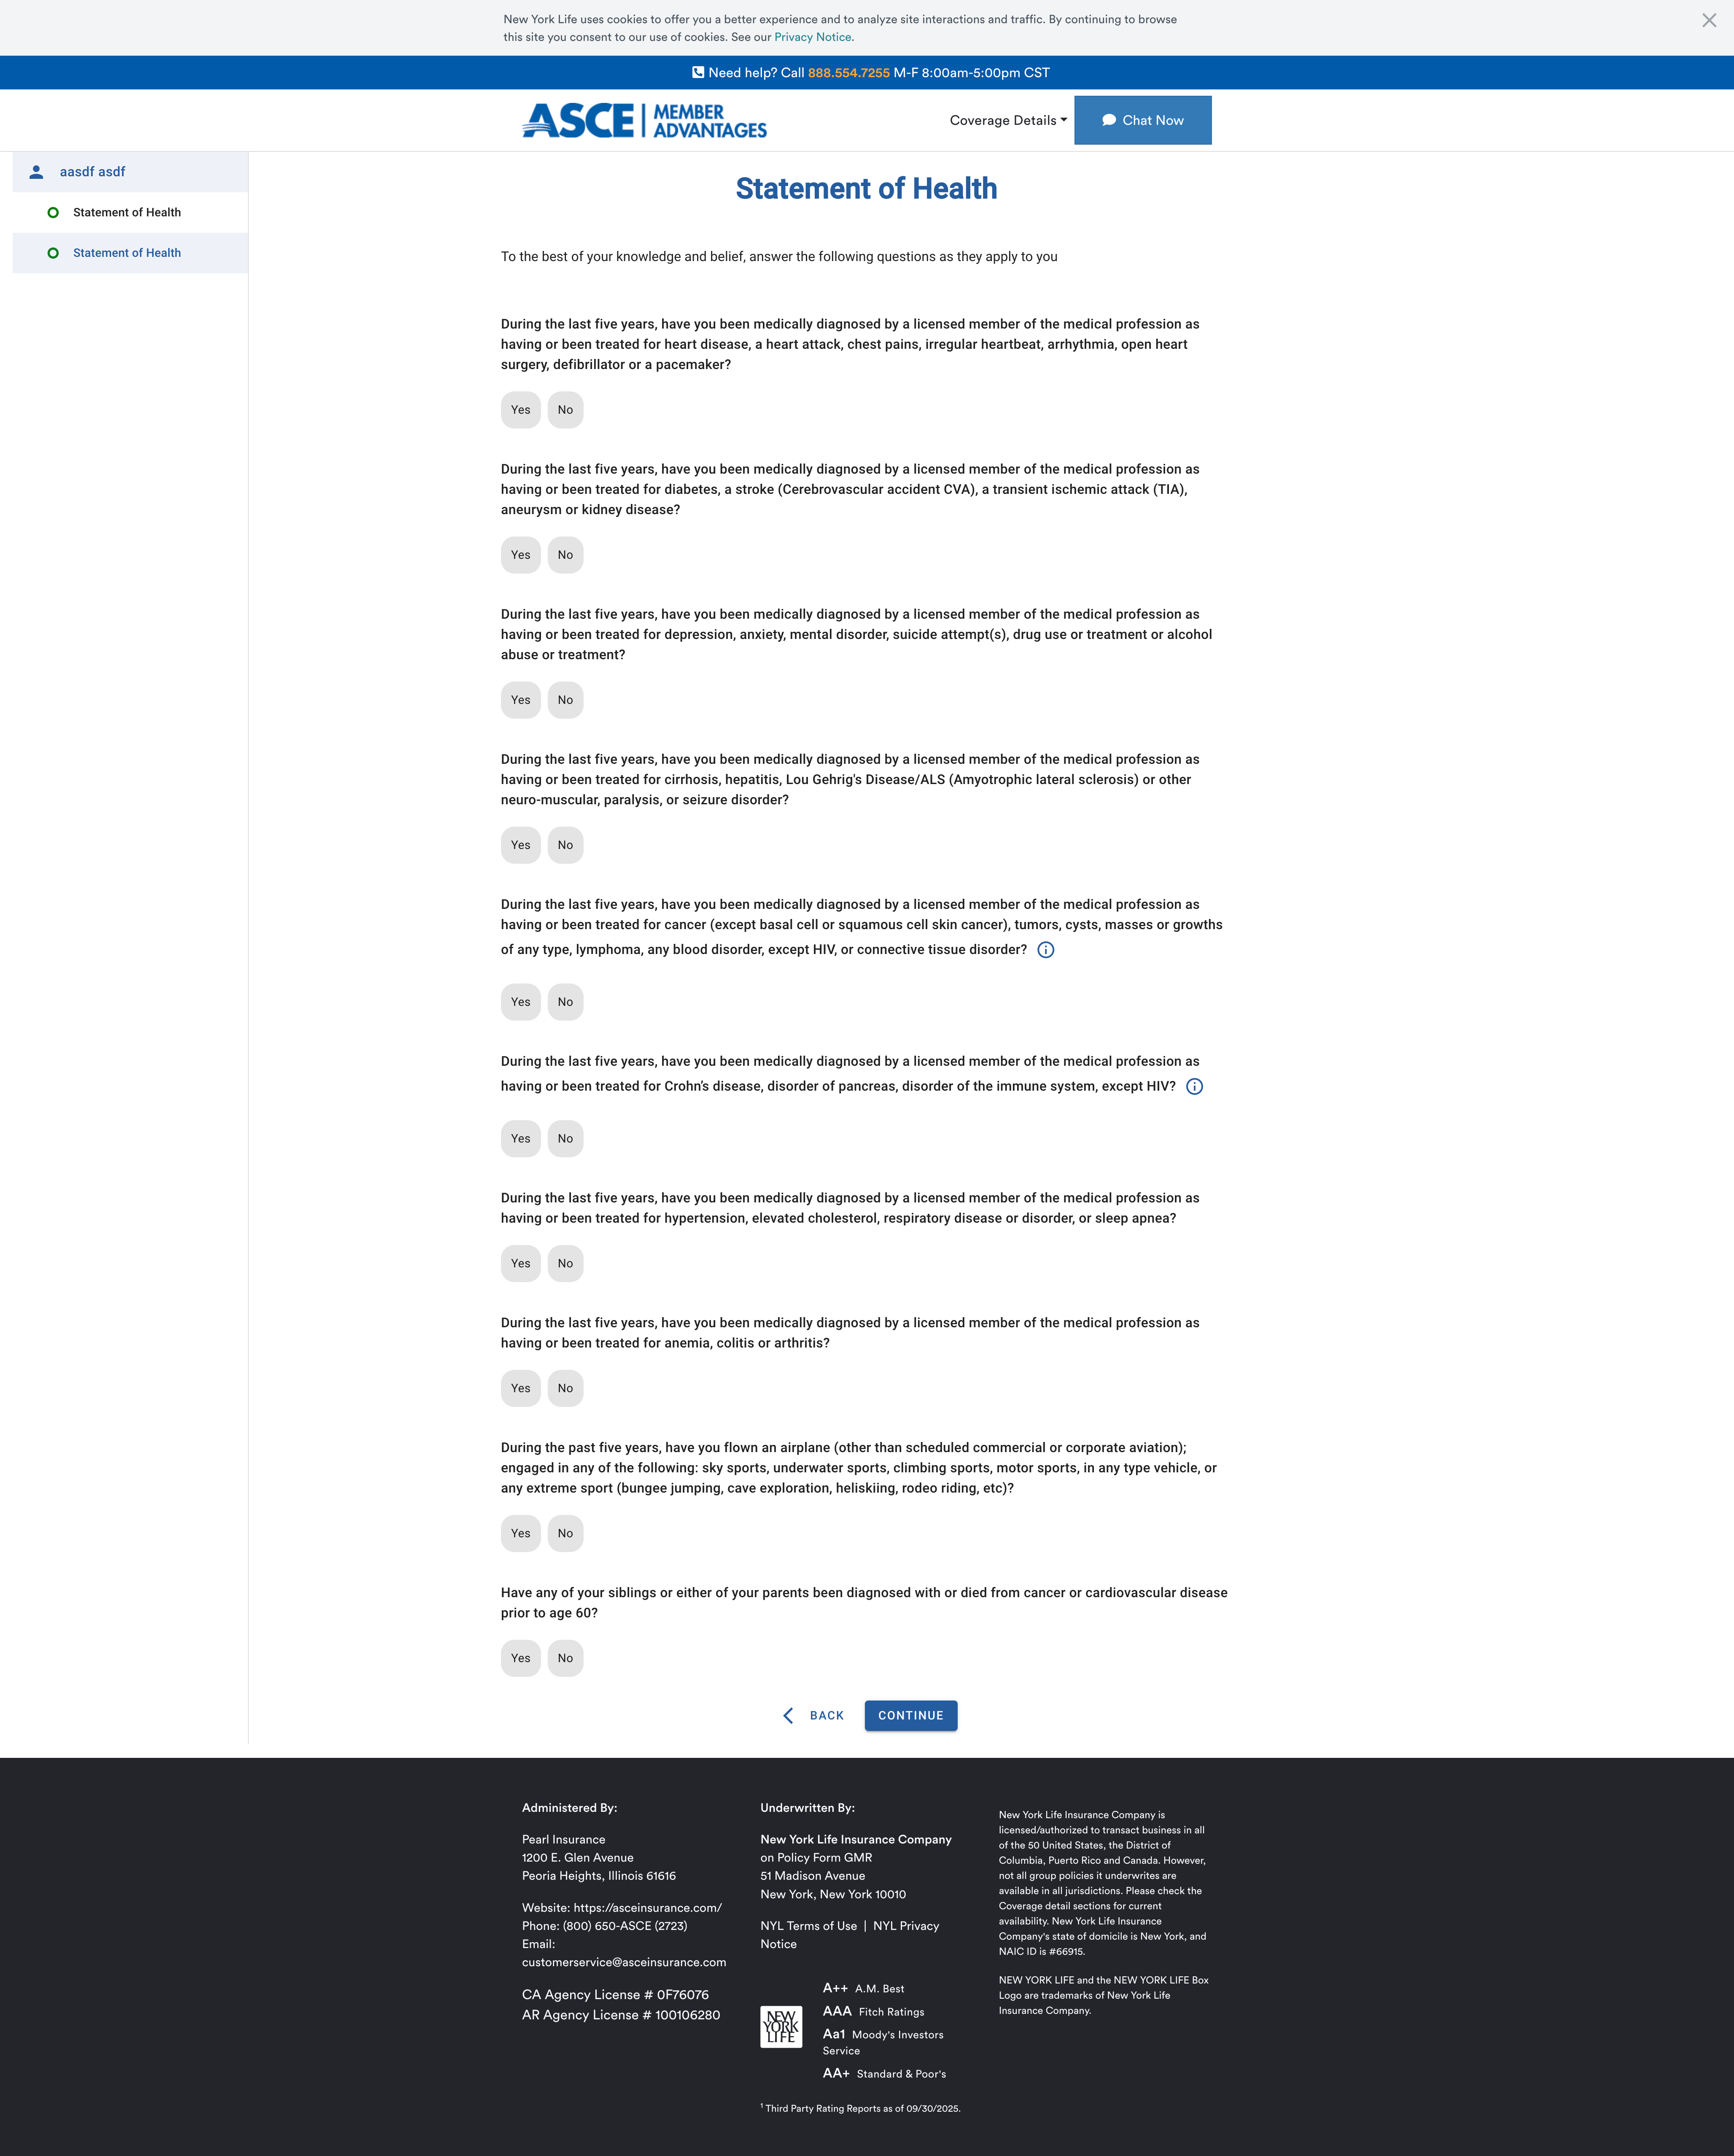 New York Life uses cookies to offer you a better experience and to analyze site interactions and traffic. By continuing to browse
this site you consent to our use of cookies. See our Privacy Notice.
Need help? Call 888.554.7255 M-F 8:00am-5:00pm CST
ASCE | MEMBER
ADVANTAGES
Coverage Details
Chat Now
aasdf asdf
Statement of Health
Statement of Health
Statement of Health
To the best of your knowledge and belief, answer the following questions as they apply to you
During the last five years, have you been medically diagnosed by a licensed member of the medical profession as
having or been treated for heart disease, a heart attack, chest pains, irregular heartbeat, arrhythmia, open heart
surgery, defibrillator or a pacemaker?
Yes No
During the last five years, have you been medically diagnosed by a licensed member of the medical profession as
having or been treated for diabetes, a stroke (Cerebrovascular accident CVA), a transient ischemic attack (TIA),
aneurysm or kidney disease?
Yes No
During the last five years, have you been medically diagnosed by a licensed member of the medical profession as
having or been treated for depression, anxiety, mental disorder, suicide attempt(s), drug use or treatment or alcohol
abuse or treatment?
Yes No
During the last five years, have you been medically diagnosed by a licensed member of the medical profession as
having or been treated for cirrhosis, hepatitis, Lou Gehrig's Disease/ALS (Amyotrophic lateral sclerosis) or other
neuro-muscular, paralysis, or seizure disorder?
Yes No
During the last five years, have you been medically diagnosed by a licensed member of the medical profession as
having or been treated for cancer (except basal cell or squamous cell skin cancer), tumors, cysts, masses or growths
of any type, lymphoma, any blood disorder, except HIV, or connective tissue disorder?
Yes No
During the last five years, have you been medically diagnosed by a licensed member of the medical profession as
having or been treated for Crohn's disease, disorder of pancreas, disorder of the immune system, except HIV?
Yes No
During the last five years, have you been medically diagnosed by a licensed member of the medical profession as
having or been treated for hypertension, elevated cholesterol, respiratory disease or disorder, or sleep apnea?
Yes No
During the last five years, have you been medically diagnosed by a licensed member of the medical profession as
having or been treated for anemia, colitis or arthritis?
Yes No
During the past five years, have you flown an airplane (other than scheduled commercial or corporate aviation);
engaged in any of the following: sky sports, underwater sports, climbing sports, motor sports, in any type vehicle, or
any extreme sport (bungee jumping, cave exploration, heliskiing, rodeo riding, etc)?
Yes No
Have any of your siblings or either of your parents been diagnosed with or died from cancer or cardiovascular disease
prior to age 60?
Yes No
BACK CONTINUE
Administered By:
Pearl Insurance
1200 E. Glen Avenue
Peoria Heights, Illinois 61616
Website: https://asceinsurance.com/
Phone: (800) 650-ASCE (2723)
Email:
customerservice@asceinsurance.com
CA Agency License # 0F76076
AR Agency License # 100106280
Underwritten By:
New York Life Insurance Company
on Policy Form GMR
51 Madison Avenue
New York, New York 10010
NYL Terms of Use | NYL Privacy
Notice
NEW
YORK
LIFE
A++ A.M. Best
AAA Fitch Ratings
Aa1 Moody's Investors
Service
AA+ Standard & Poor's
1 Third Party Rating Reports as of 09/30/2025.
New York Life Insurance Company is
licensed/authorized to transact business in all
of the 50 United States, the District of
Columbia, Puerto Rico and Canada. However,
not all group policies it underwrites are
available in all jurisdictions. Please check the
Coverage detail sections for current
availability. New York Life Insurance
Company's state of domicile is New York, and
NAIC ID is #66915.
NEW YORK LIFE and the NEW YORK LIFE Box
Logo are trademarks of New York Life
Insurance Company.